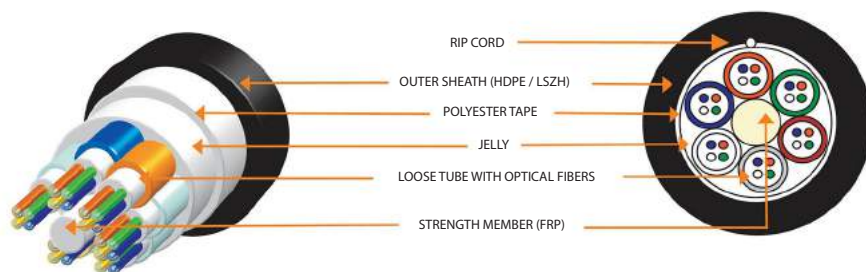 RIP CORD
OUTER SHEATH (HDPE / LSZH)
POLYESTER TAPE
JELLY
LOOSE TUBE WITH OPTICAL FIBERS
STRENGTH MEMBER (FRP)